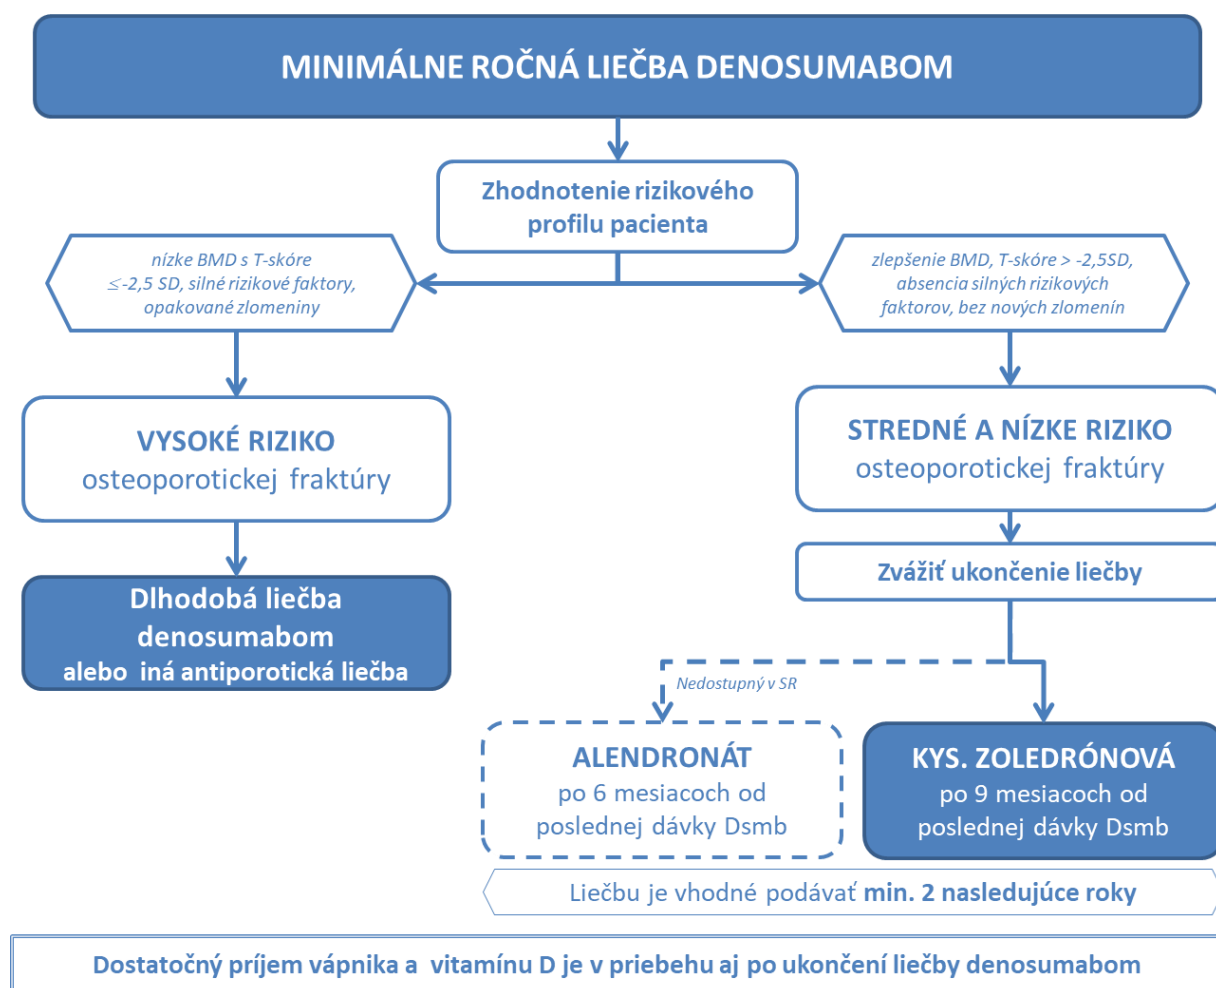 MINIMÁLNE ROČNÁ LIEČBA DENOSUMABOM
Zhodnotenie rizikového
profilu pacienta
nízke BMD s T-skóre
≤-2,5 SD, silné rizikové faktory,
opakované zlomeniny
zlepšenie BMD, T-skóre > -2,5SD,
absencia silných rizikových
faktorov, bez nových zlomenín
VYSOKÉ RIZIKO
osteoporotickej fraktúry
STREDNÉ A NÍZKE RIZIKO
osteoporotickej fraktúry
Dlhodobá liečba
denosumabom
alebo iná antiporotická liečba
Zvážiť ukončenie liečby
Nedostupný v SR
ALENDRONÁT
po 6 mesiacoch od
poslednej dávky Dsmb
KYS. ZOLEDRÓNOVÁ
po 9 mesiacoch od
poslednej dávky Dsmb
Liečbu je vhodné podávať min. 2 nasledujúce roky
Dostatočný príjem vápnika a vitamínu D je v priebehu aj po ukončení liečby denosumabom